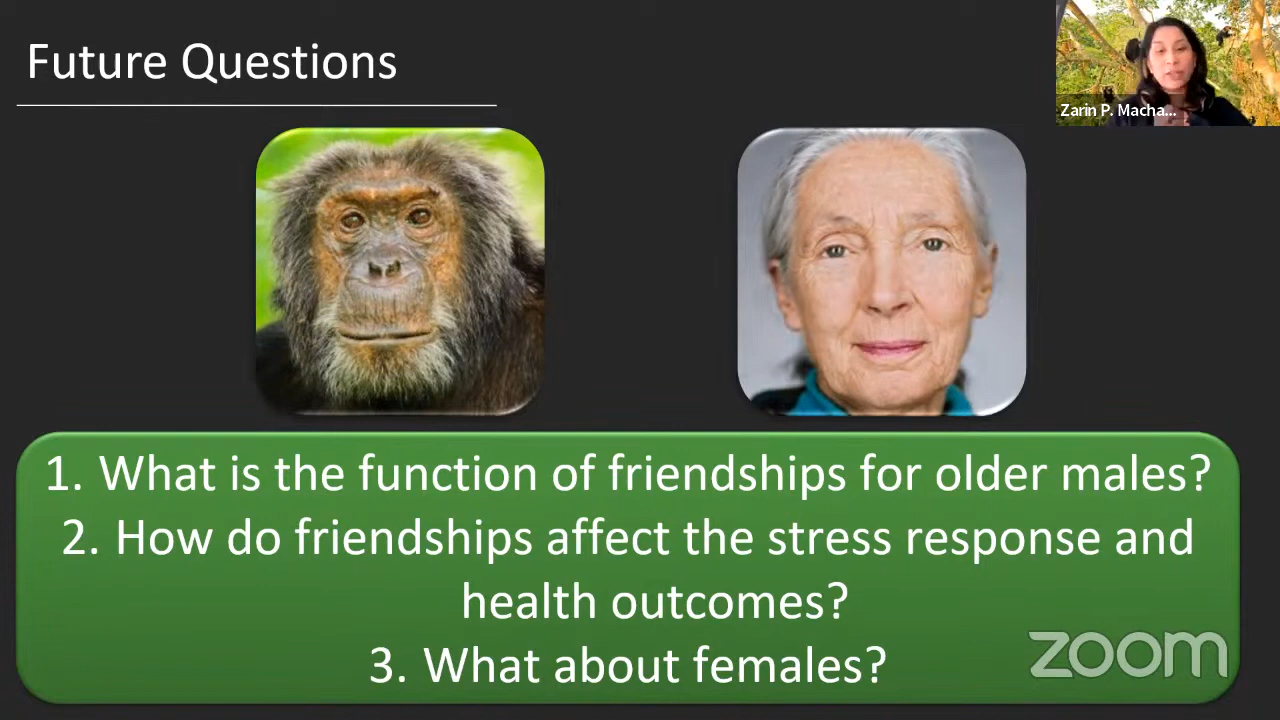 Future Questions
Zarin P. Macha...
1. What is the function of friendships for older males?
2. How do friendships affect the stress response and
health outcomes?
3. What about females?
zoom